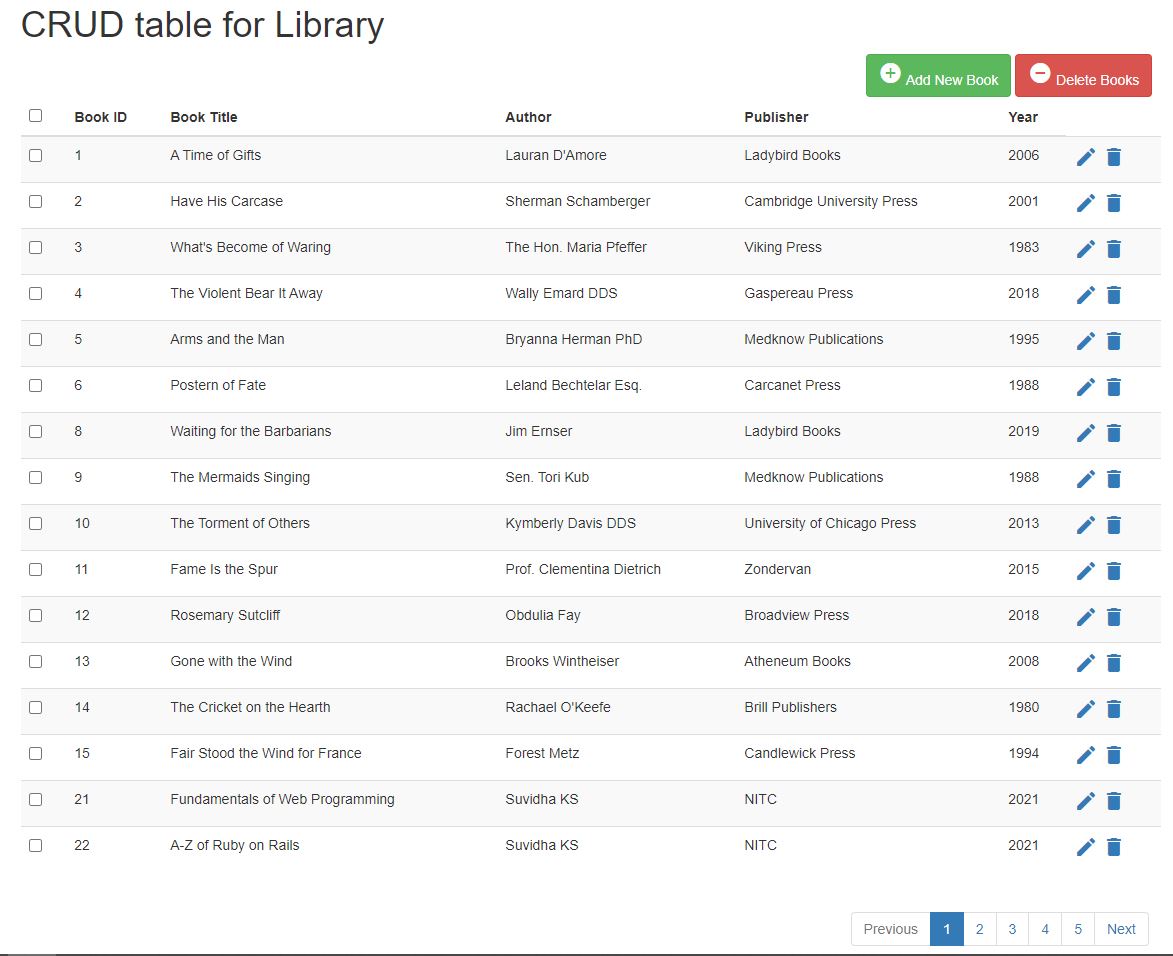 CRUD table for Library
Add New Book Delete Books
Book ID Book Title Author Publisher Year
1 A Time of Gifts Lauran D'Amore Ladybird Books 2006
2 Have His Carcase Sherman Schamberger Cambridge University Press 2001
3 What's Become of Waring The Hon. Maria Pfeffer Viking Press 1983
4 The Violent Bear It Away Wally Emard DDS Gaspereau Press 2018
5 Arms and the Man Bryanna Herman PhD Medknow Publications 1995
6 Postern of Fate Leland Bechtelar Esq. Carcanet Press 1988
8 Waiting for the Barbarians Jim Ernser Ladybird Books 2019
9 The Mermaids Singing Sen. Tori Kub Medknow Publications 1988
10 The Torment of Others Kymberly Davis DDS University of Chicago Press 2013
11 Fame Is the Spur Prof. Clementina Dietrich Zondervan 2015
12 Rosemary Sutcliff Obdulia Fay Broadview Press 2018
13 Gone with the Wind Brooks Wintheiser Atheneum Books 2008
14 The Cricket on the Hearth Rachael O'Keefe Brill Publishers 1980
15 Fair Stood the Wind for France Forest Metz Candlewick Press 1994
21 Fundamentals of Web Programming Suvidha KS NITC 2021
22 A-Z of Ruby on Rails Suvidha KS NITC 2021
Previous 1 2 3 4 5 Next